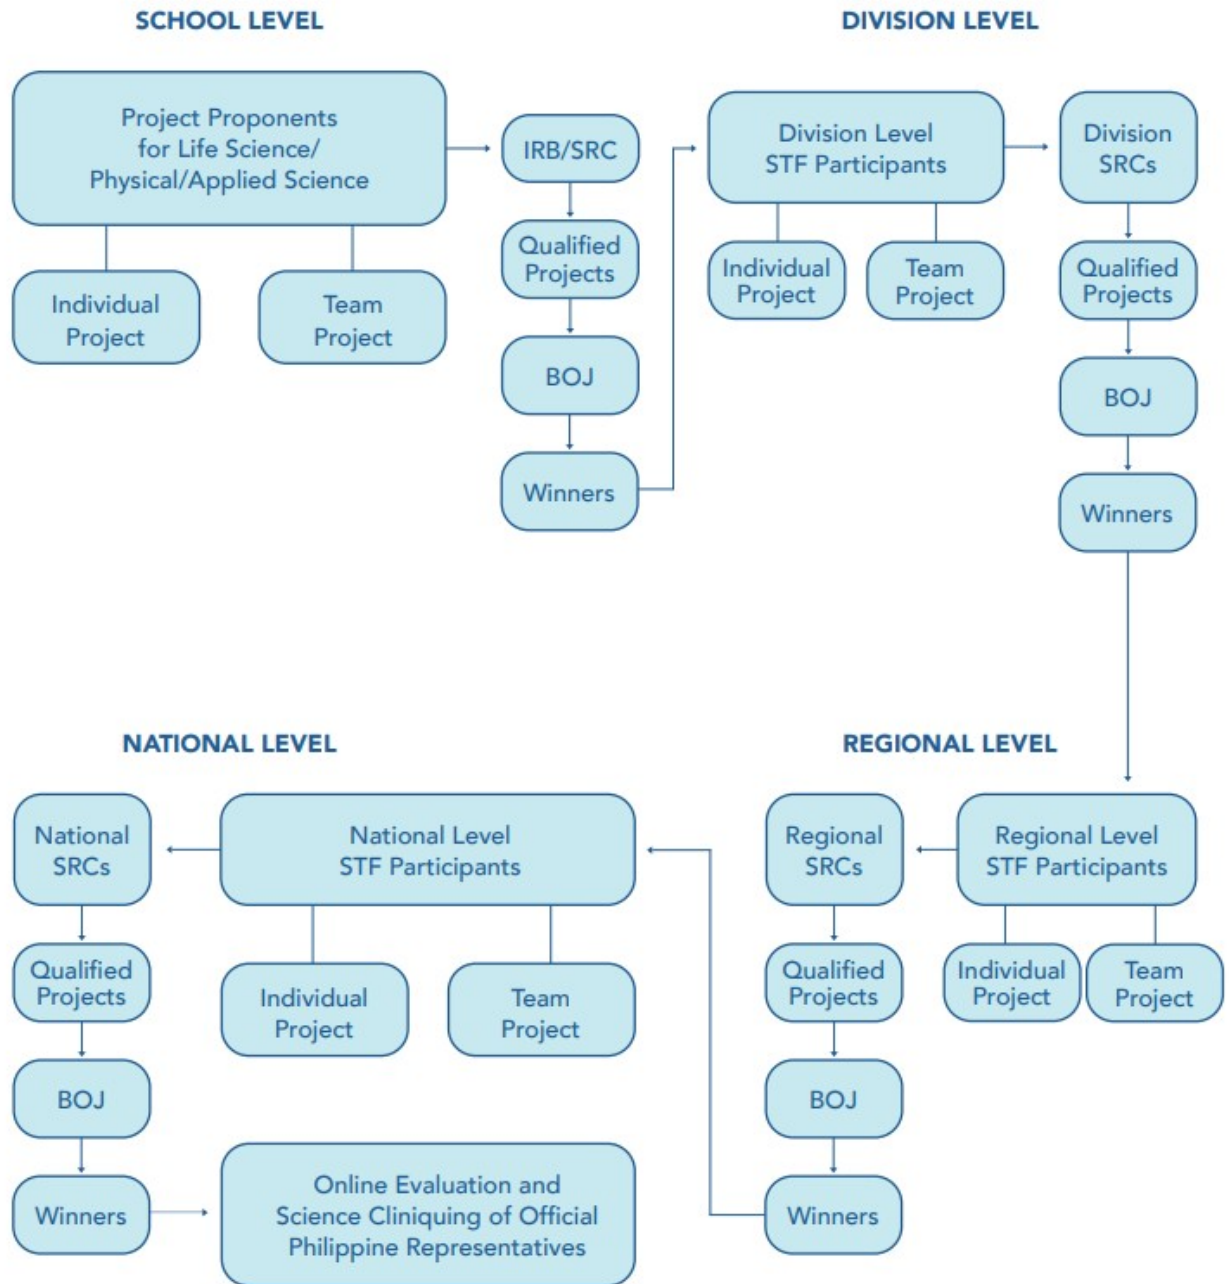 SCHOOL LEVEL
Project Proponents
for Life Science/
Physical/Applied Science
Individual
Project
Team
Project
IRB/SRC
Qualified
Projects
BOJ
Winners
DIVISION LEVEL
Division Level
STF Participants
Individual
Project
Team
Project
Division
SRCs
Qualified
Projects
BOJ
Winners
REGIONAL LEVEL
Regional Level
STF Participants
Individual
Project
Team
Project
Regional
SRCs
Qualified
Projects
BOJ
Winners
NATIONAL LEVEL
National Level
STF Participants
Individual
Project
Team
Project
National
SRCs
Qualified
Projects
BOJ
Winners
Online Evaluation and
Science Cliniquing of Official
Philippine Representatives